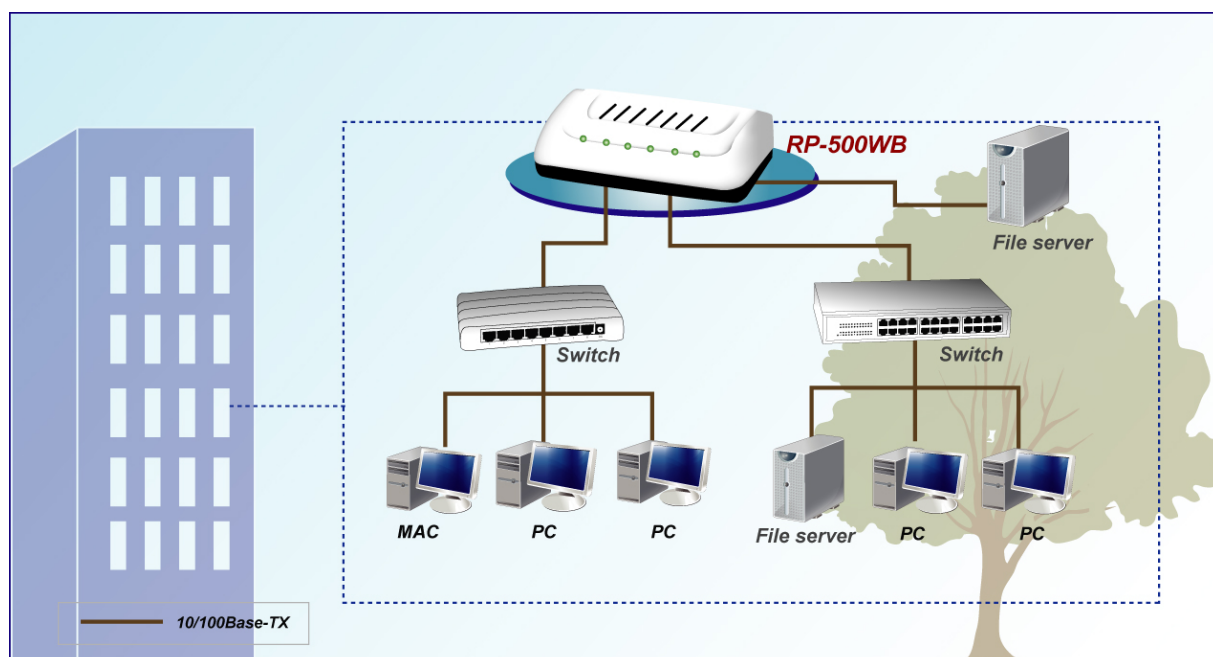 RP-500WB
File server
Switch
Switch
MAC
PC
PC
File server
PC
PC
10/100Base-TX